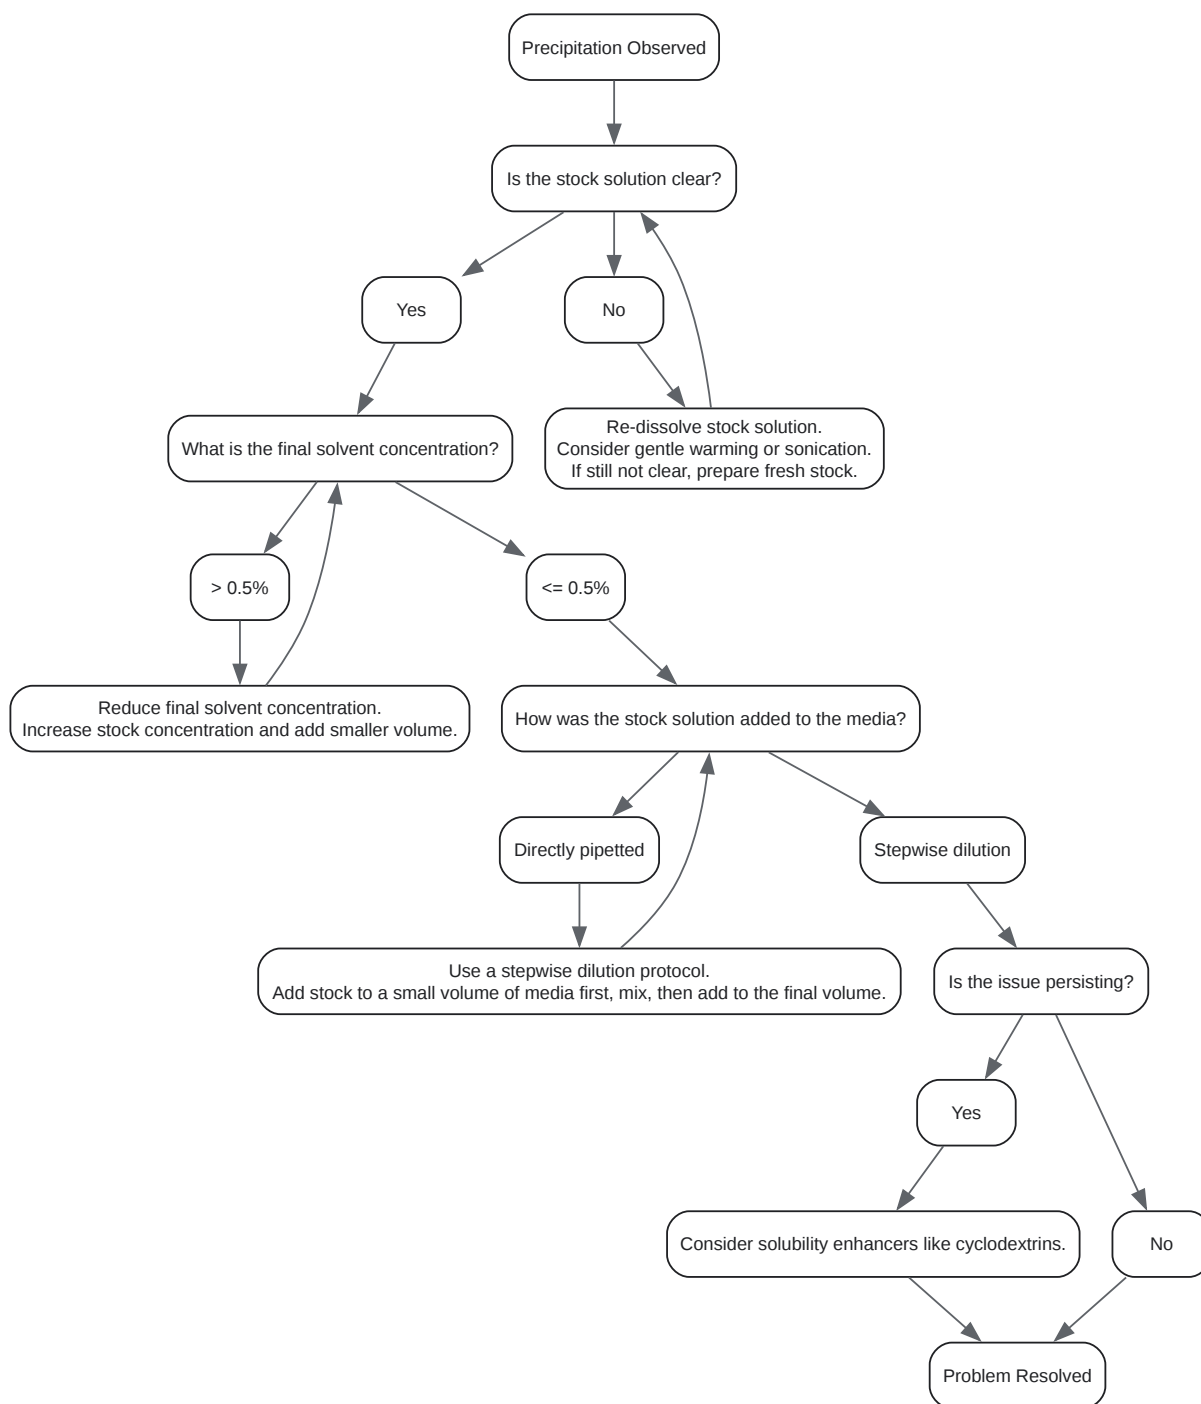 Precipitation Observed
Is the stock solution clear?
Yes
No
Re-dissolve stock solution.
Consider gentle warming or sonication.
If still not clear, prepare fresh stock.
What is the final solvent concentration?
> 0.5%
<= 0.5%
Reduce final solvent concentration.
Increase stock concentration and add smaller volume.
How was the stock solution added to the media?
Directly pipetted
Stepwise dilution
Use a stepwise dilution protocol.
Add stock to a small volume of media first, mix, then add to the final volume.
Is the issue persisting?
Yes
Consider solubility enhancers like cyclodextrins.
No
Problem Resolved